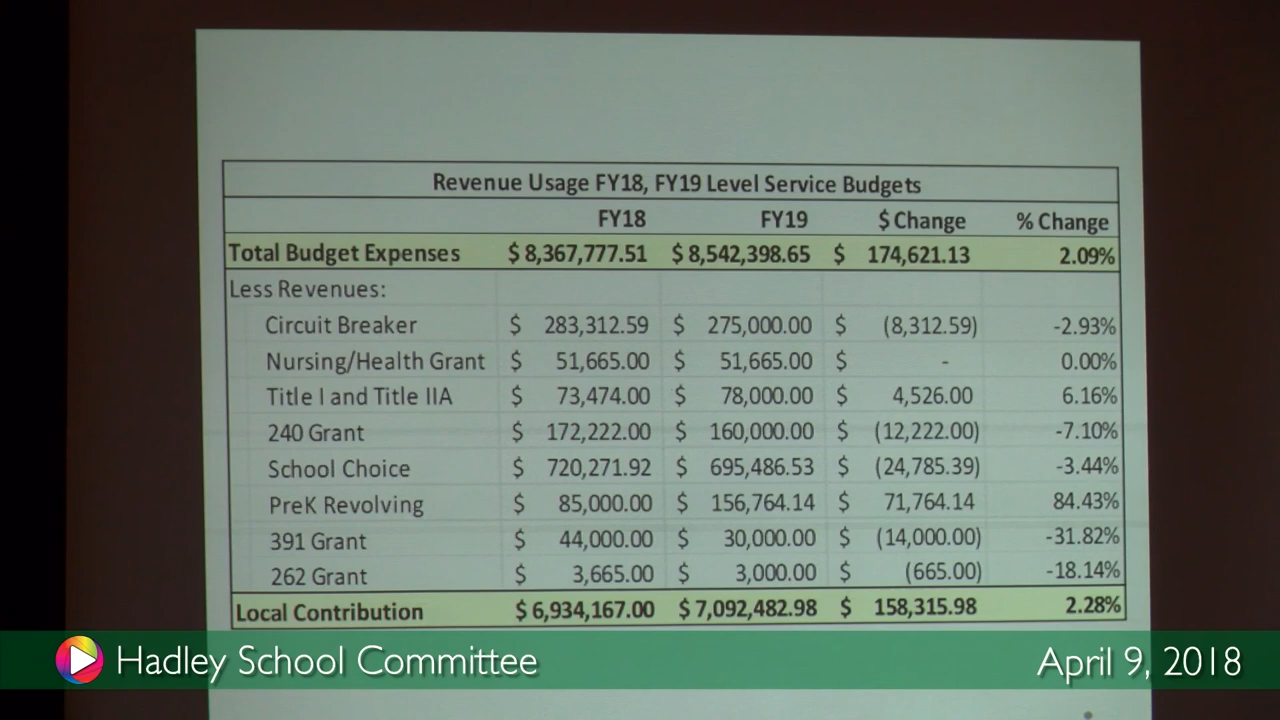 Revenue Usage FY18, FY19 Level Service Budgets
FY18 FY19 $ Change % Change
Total Budget Expenses $ 8,367,777.51 $ 8,542,398.65 $ 174,621.13 2.09%
Less Revenues:
Circuit Breaker $ 283,312.59 $ 275,000.00 $ (8,312.59) -2.93%
Nursing/Health Grant $ 51,665.00 $ 51,665.00 $ - 0.00%
Title I and Title IIA $ 73,474.00 $ 78,000.00 $ 4,526.00 6.16%
240 Grant $ 172,222.00 $ 160,000.00 $ (12,222.00) -7.10%
School Choice $ 720,271.92 $ 695,486.53 $ (24,785.39) -3.44%
PreK Revolving $ 85,000.00 $ 156,764.14 $ 71,764.14 84.43%
391 Grant $ 44,000.00 $ 30,000.00 $ (14,000.00) -31.82%
262 Grant $ 3,665.00 $ 3,000.00 $ (665.00) -18.14%
Local Contribution $ 6,934,167.00 $ 7,092,482.98 $ 158,315.98 2.28%
Hadley School Committee April 9, 2018